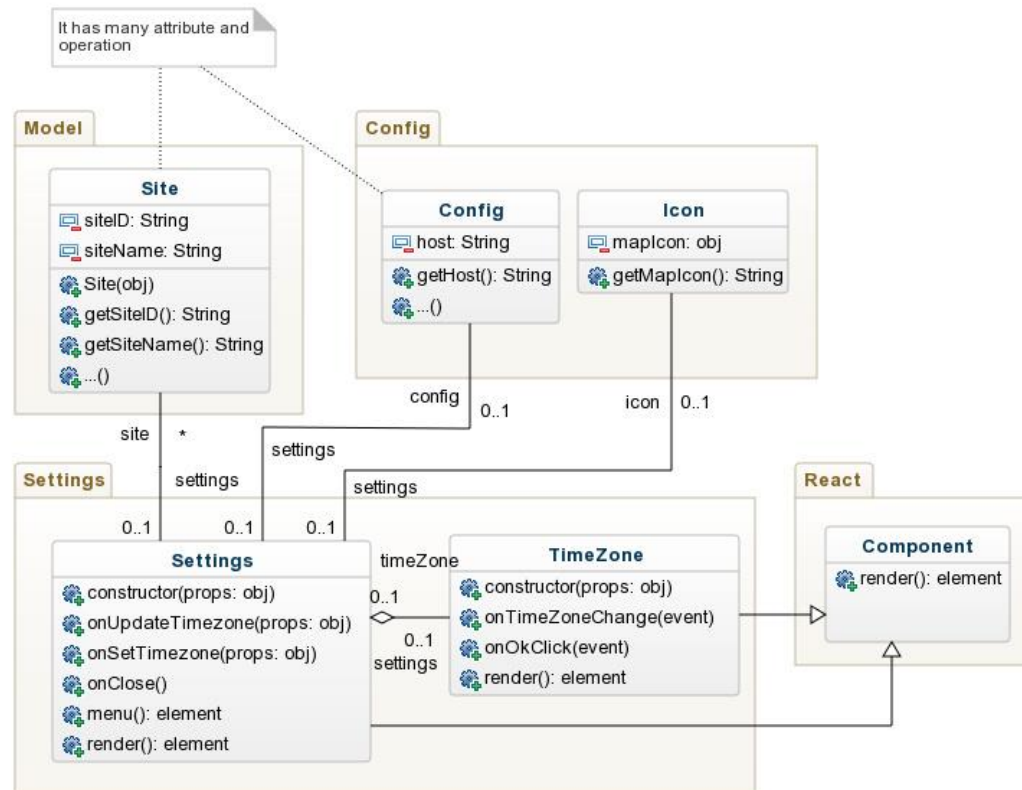 It has many attribute and
operation
Model
Site
siteID: String
siteName: String
Site(obj)
getSiteID(): String
getSiteName(): String
...()
Config
Config
host: String
getHost(): String
...()
Icon
mapIcon: obj
getMapIcon(): String
site
*
settings
0..1
config
0..1
settings
0..1
icon
0..1
settings
0..1
Settings
Settings
constructor(props: obj)
onUpdateTimezone(props: obj)
onSetTimezone(props: obj)
onClose()
menu(): element
render(): element
timeZone
0..1
0..1
settings
TimeZone
constructor(props: obj)
onTimeZoneChange(event)
onOkClick(event)
render(): element
React
Component
render(): element